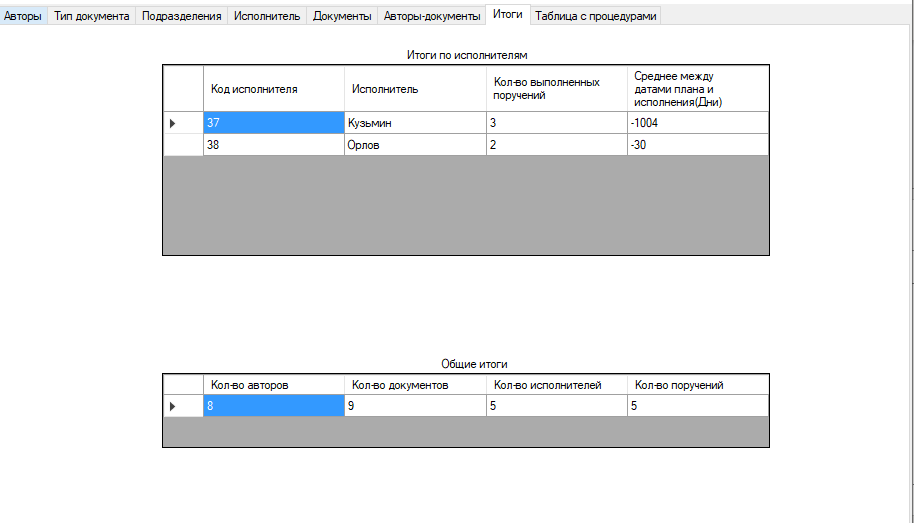 Авторы Тип документа Подразделения Исполнитель Документы Авторы-документы Итоги Таблица с процедурами
Итоги по исполнителям
Код исполнителя Исполнитель Кол-во выполненных поручений Среднее между датами плана и исполнения(Дни)
37 Кузьмин 3 -1004
38 Орлов 2 -30
Общие итоги
Кол-во авторов Кол-во документов Кол-во исполнителей Кол-во поручений
8 9 5 5